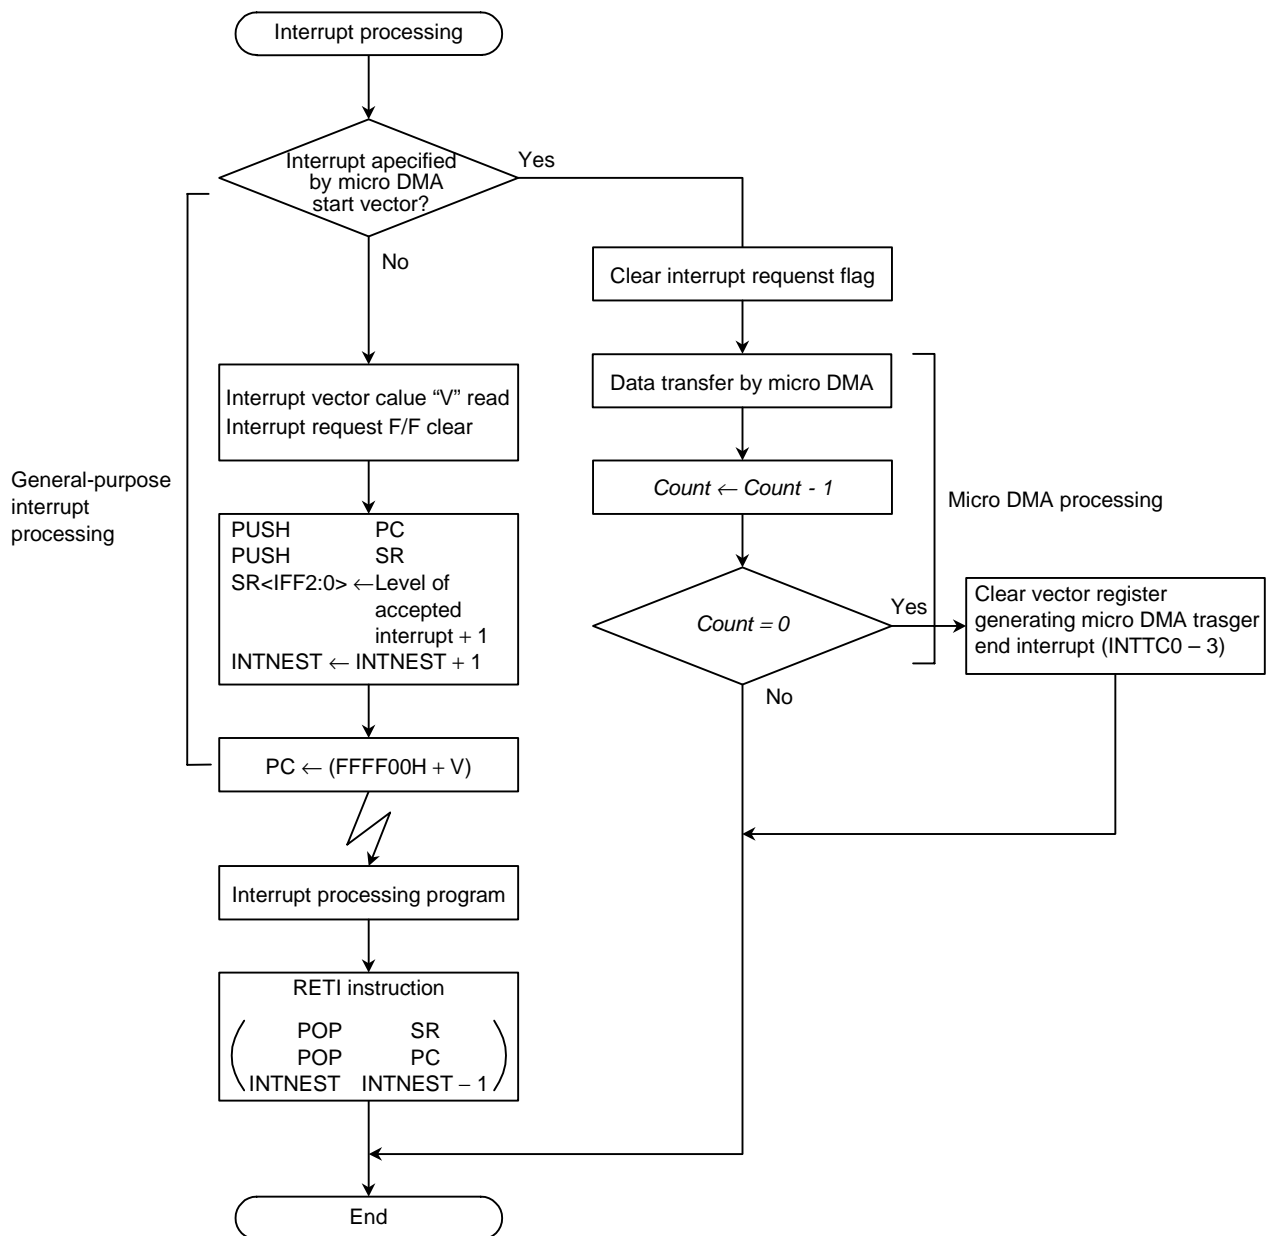 Interrupt processing
Interrupt apecified
by micro DMA
start vector?
Yes
No
Clear interrupt requenst flag
Data transfer by micro DMA
Interrupt vector calue “V” read
Interrupt request F/F clear
Count ← Count - 1
General-purpose
interrupt
processing
Micro DMA processing
PUSH PC
PUSH SR
SR<IFF2:0> ← Level of
accepted
interrupt + 1
INTNEST ← INTNEST + 1
Count = 0
Yes
Clear vector register
generating micro DMA trasger
end interrupt (INTTC0 – 3)
No
PC ← (FFFF00H + V)
Interrupt processing program
RETI instruction
POP SR
POP PC
INTNEST INTNEST – 1
End